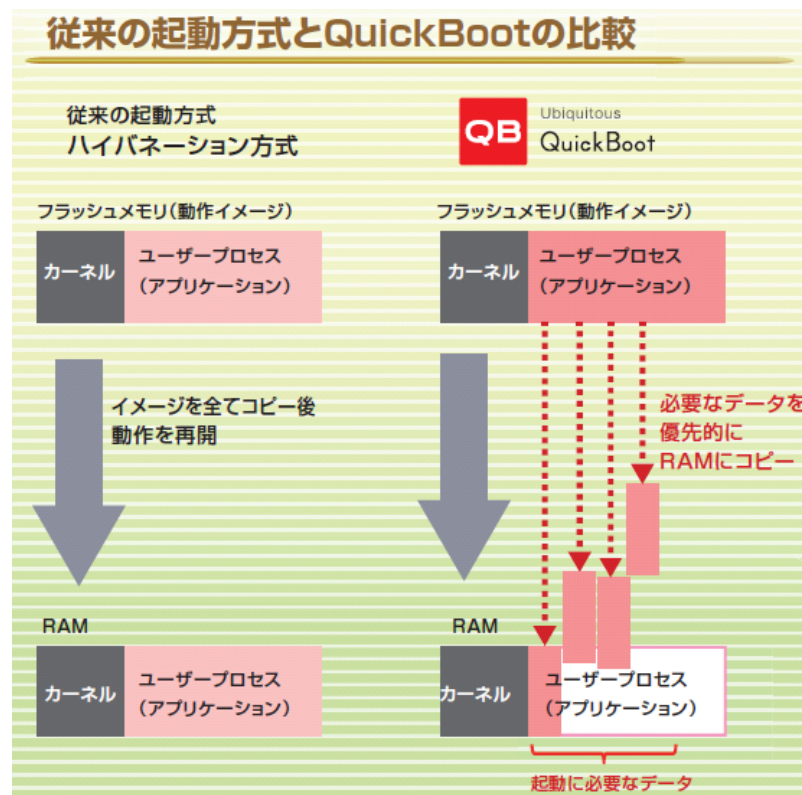 従来の起動方式とQuickBootの比較
従来の起動方式
ハイバネーション方式
フラッシュメモリ(動作イメージ)
カーネル
ユーザープロセス
(アプリケーション)
イメージを全てコピー後
動作を再開
RAM
カーネル
ユーザープロセス
(アプリケーション)
QB
Ubiquitous
QuickBoot
フラッシュメモリ(動作イメージ)
カーネル
ユーザープロセス
(アプリケーション)
必要なデータを
優先的に
RAMにコピー
RAM
カーネル
ユーザープロセス
(アプリケーション)
起動に必要なデータ